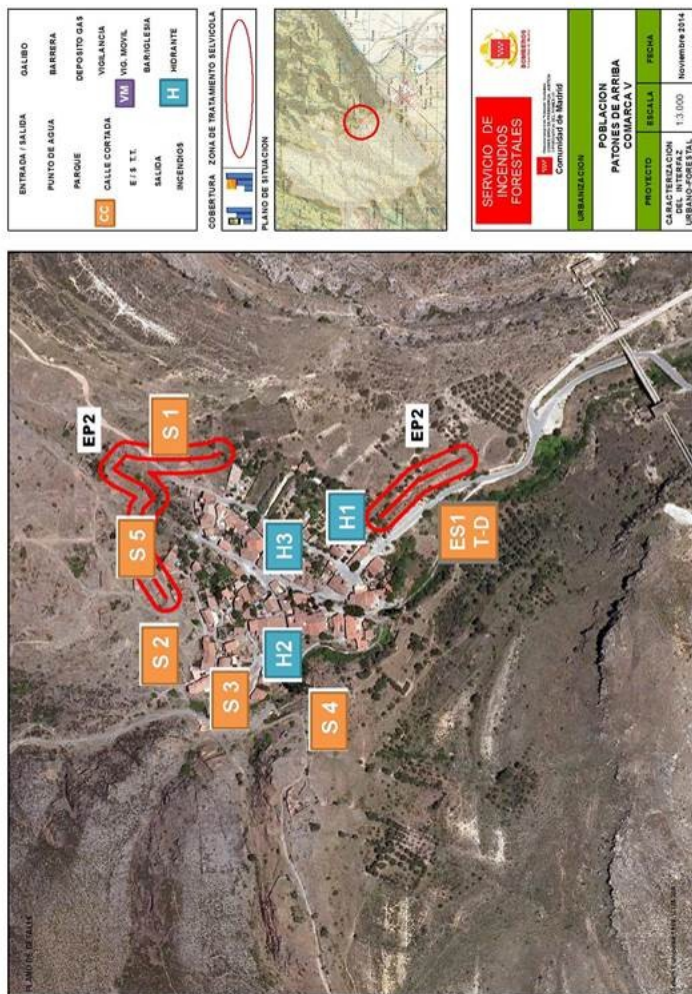 PLANO DE DETALLE
S 1
S 2
S 3
S 4
S 5
EP2
EP2
H1
H2
H3
ES1
T-D
ENTRADA / SALIDA
GALIBO
PUNTO DE AGUA
BARRERA
PARQUE
DEPOSITO GAS
CC
CALLE CORTADA
VIGILANCIA
E / S T.T.
VM
VIG. MOVIL
SALIDA
BAR/IGLESIA
INCENDIOS
H
HIDRANTE
COBERTURA
ZONA DE TRATAMIENTO SELVICOLA
PLANO DE SITUACION
SERVICIO DE
INCENDIOS
FORESTALES
BOMBEROS
Comunidad de Madrid
URBANIZACION
POBLACION
PATONES DE ARRIBA
COMARCA V
PROYECTO
ESCALA
FECHA
CARACTERIZACION
DEL INTERFAZ
URBANO-FORESTAL
1:3.000
Noviembre 2014